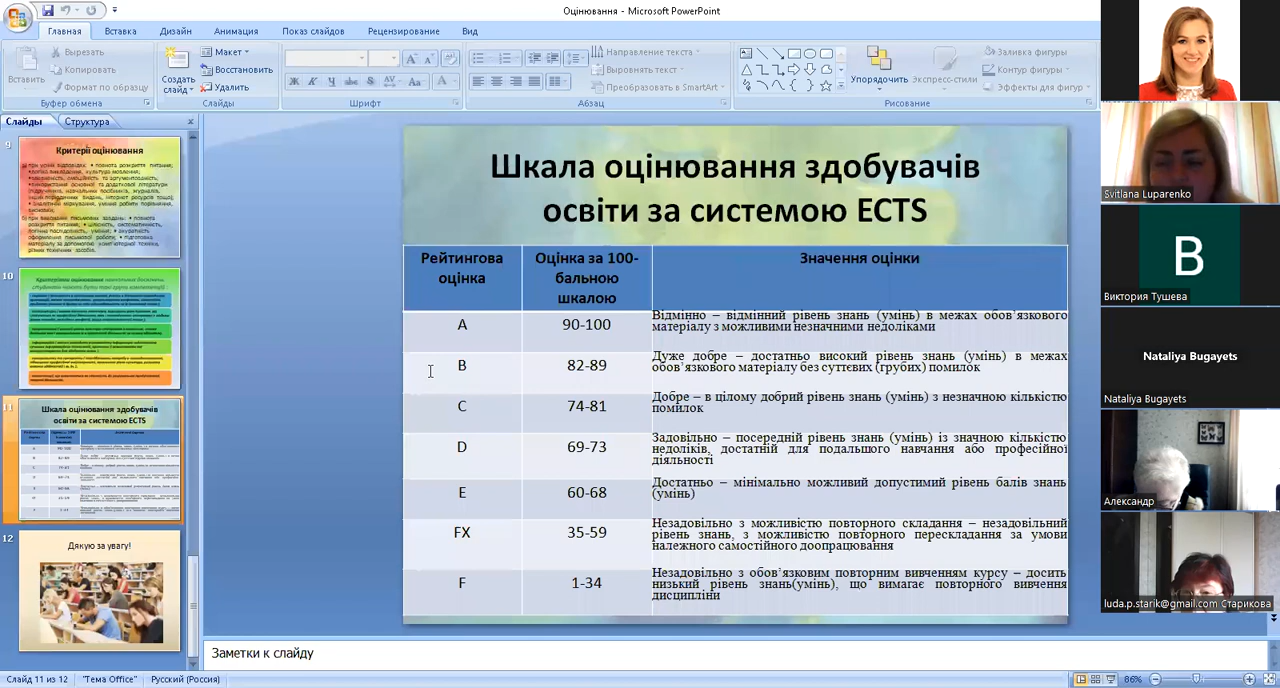 Оцінювання - Microsoft PowerPoint
Главная
Вставка
Дизайн
Анимация
Показ слайдов
Рецензирование
Вид
Вставить
Вырезать
Копировать
Формат по образцу
Буфер обмена
Создать слайд
Макет
Восстановить
Удалить
Слайды
Шрифт
Направление текста
Выровнять текст
Преобразовать в SmartArt
Абзац
Упорядочить
Экспресс-стили
Заливка фигуры
Контур фигуры
Эффекты для фигур
Рисование
Слайды
Структура
9
Критерії оцінювання
10
11
Шкала оцінювання здобувачів
освіти за системою ECTS
12
Дякую за увагу!
Шкала оцінювання здобувачів
освіти за системою ECTS
Рейтингова
оцінка
Оцінка за 100-
бальною
шкалою
Значення оцінки
A
90-100
Відмінно – відмінний рівень знань (умінь) в межах обов’язкового
матеріалу з можливими незначними недоліками
B
82-89
Дуже добре – достатньо високий рівень знань (умінь) в межах
обов’язкового матеріалу без суттєвих (грубих) помилок
C
74-81
Добре – в цілому добрий рівень знань (умінь) з незначною кількістю
помилок
D
69-73
Задовільно – посередній рівень знань (умінь) із значною кількістю
недоліків, достатній для подальшого навчання або професійної
діяльності
E
60-68
Достатньо – мінімально можливий допустимий рівень балів знань
(умінь)
FX
35-59
Незадовільно з можливістю повторного складання – незадовільний
рівень знань, з можливістю повторного перескладання за умови
належного самостійного доопрацювання
F
1-34
Незадовільно з обов’язковим повторним вивченням курсу – досить
низький рівень знань(умінь), що вимагає повторного вивчення
дисципліни
Заметки к слайду
Слайд 11 из 12
"Тема Office"
Русский (Россия)
86%
Svitlana Luparenko
В
Виктория Тушева
Nataliya Bugayets
Nataliya Bugayets
Александр
luda.p.starik@gmail.com Старикова